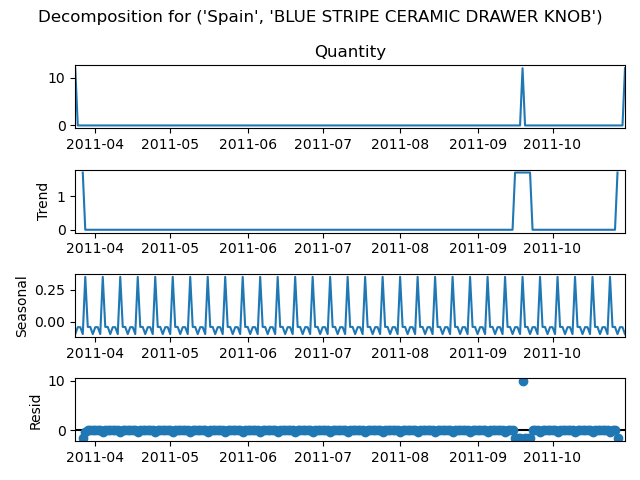 Decomposition for ('Spain', 'BLUE STRIPE CERAMIC DRAWER KNOB')
Quantity
10
0
2011-04 2011-05 2011-06 2011-07 2011-08 2011-09 2011-10
Trend
1
0
2011-04 2011-05 2011-06 2011-07 2011-08 2011-09 2011-10
Seasonal
0.25
0.00
2011-04 2011-05 2011-06 2011-07 2011-08 2011-09 2011-10
Resid
10
0
2011-04 2011-05 2011-06 2011-07 2011-08 2011-09 2011-10